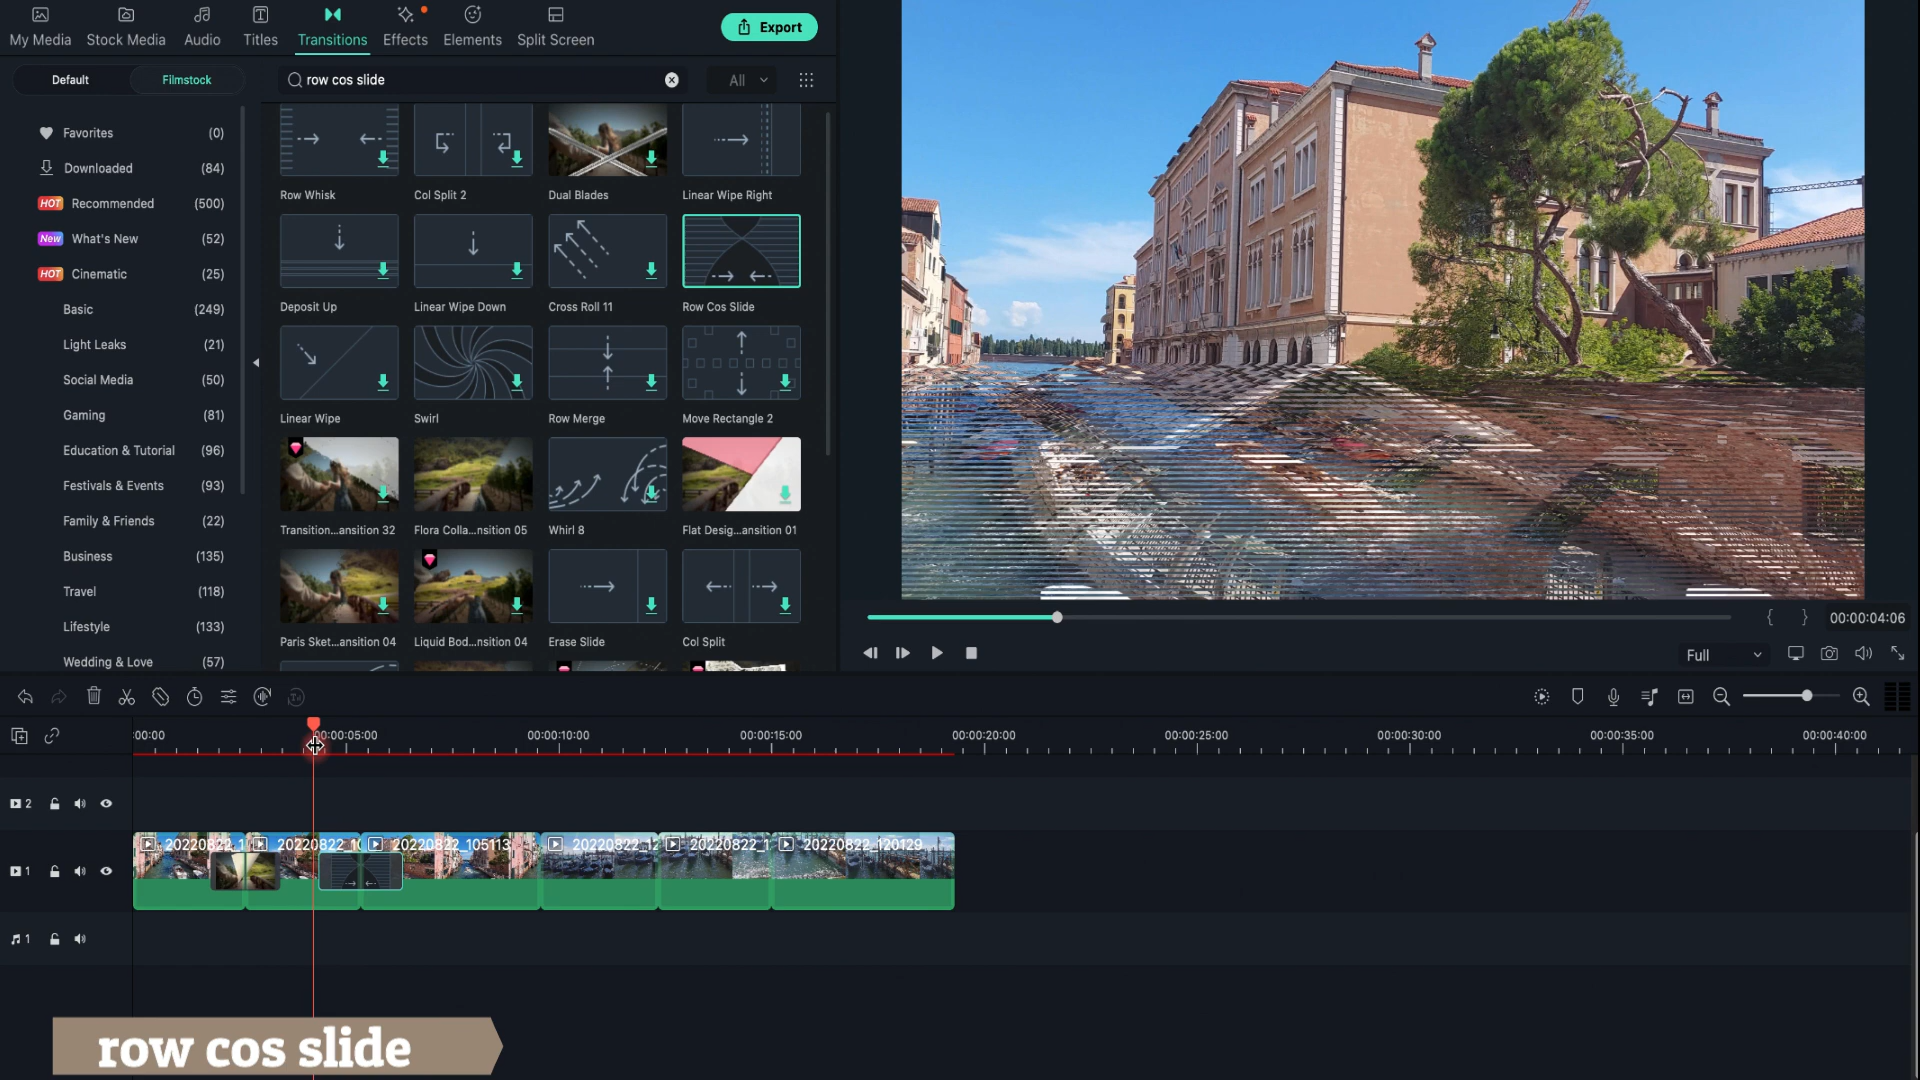 My Media
Stock Media
Audio
Titles
Transitions
Effects
Elements
Split Screen
Export
Default
Filmstock
row cos slide
All
Favorites (0)
Downloaded (84)
HOT Recommended (500)
New What's New (52)
HOT Cinematic (25)
Basic (249)
Light Leaks (21)
Social Media (50)
Gaming (81)
Education & Tutorial (96)
Festivals & Events (93)
Family & Friends (22)
Business (135)
Travel (118)
Lifestyle (133)
Wedding & Love (57)
Row Whisk
Col Split 2
Dual Blades
Linear Wipe Right
Deposit Up
Linear Wipe Down
Cross Roll 11
Row Cos Slide
Linear Wipe
Swirl
Row Merge
Move Rectangle 2
Transition...ansition 32
Flora Colla...nsition 05
Whirl 8
Flat Desig...ansition 01
Paris Sket...ansition 04
Liquid Bod...nsition 04
Erase Slide
Col Split
{ } 00:00:04:06
Full
:00:00
00:00:05:00
00:00:10:00
00:00:15:00
00:00:20:00
00:00:25:00
00:00:30:00
00:00:35:00
00:00:40:00
2
1
20220822_1
20220822_10
20220822_105113
20220822_12
20220822_1
20220822_120129
1
row cos slide